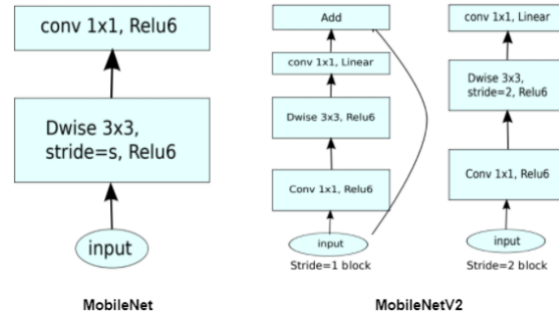 conv 1x1, Relu6
Dwise 3x3,
stride=s, Relu6
input
MobileNet
Add
conv 1x1, Linear
Dwise 3x3, Relu6
Conv 1x1, Relu6
input
Stride=1 block
conv 1x1, Linear
Dwise 3x3,
stride=2, Relu6
Conv 1x1, Relu6
input
Stride=2 block
MobileNetV2